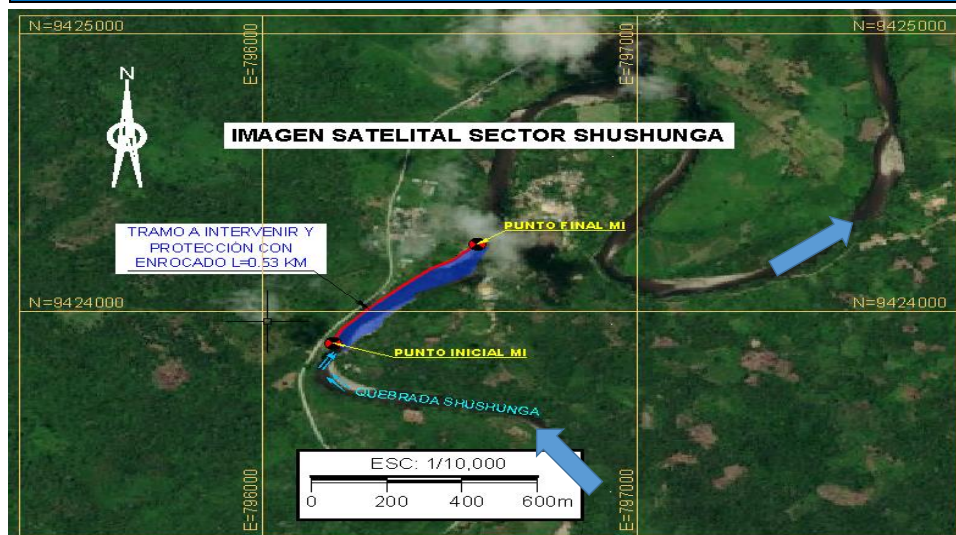 N=9425000
N=9425000
E=796000
E=797000
N
IMAGEN SATELITAL SECTOR SHUSHUNGA
TRAMO A INTERVENIR Y
PROTECCIÓN CON
ENROCADO L=0.53 KM
PUNTO FINAL MI
N=9424000
N=9424000
PUNTO INICIAL MI
QUEBRADA SHUSHUNGA
ESC: 1/10,000
0 200 400 600m
E=796000
E=797000